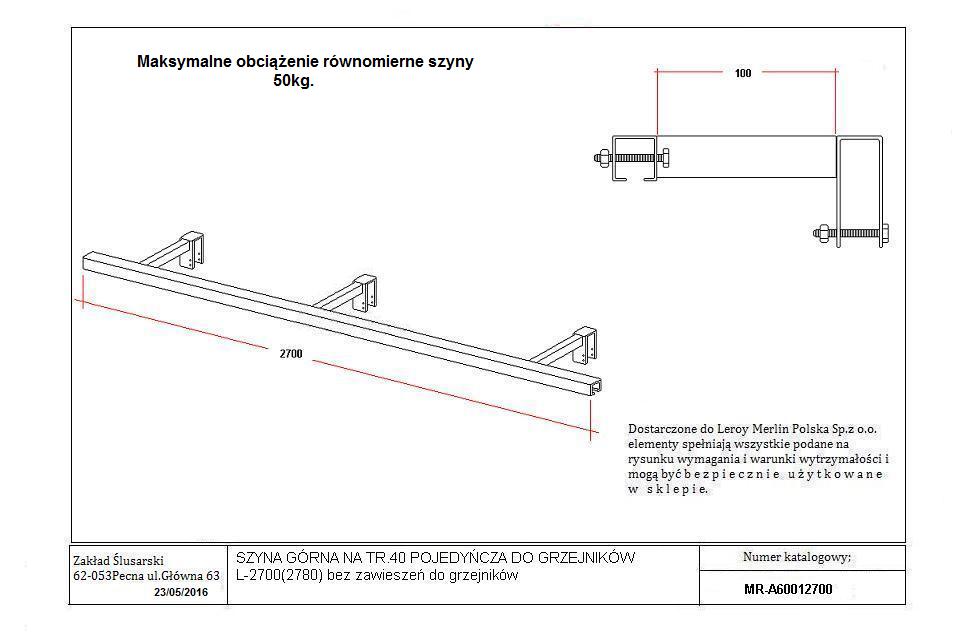 Maksymalne obciążenie równomierne szyny
50kg.
100
2700
Dostarczone do Leroy Merlin Polska Sp.z o.o.
elementy spełniają wszystkie podane na
rysunku wymagania i warunki wytrzymałości i
mogą być b e z p i e c z n i e u ż y t k o w a n e
w s k l e p i e.
Zakład Ślusarski
62-053Pecna ul.Główna 63
23/05/2016
SZYNA GÓRNA NA TR.40 POJEDYŃCZA DO GRZEJNIKÓW
L-2700(2780) bez zawieszeń do grzejników
Numer katalogowy;
MR-A60012700